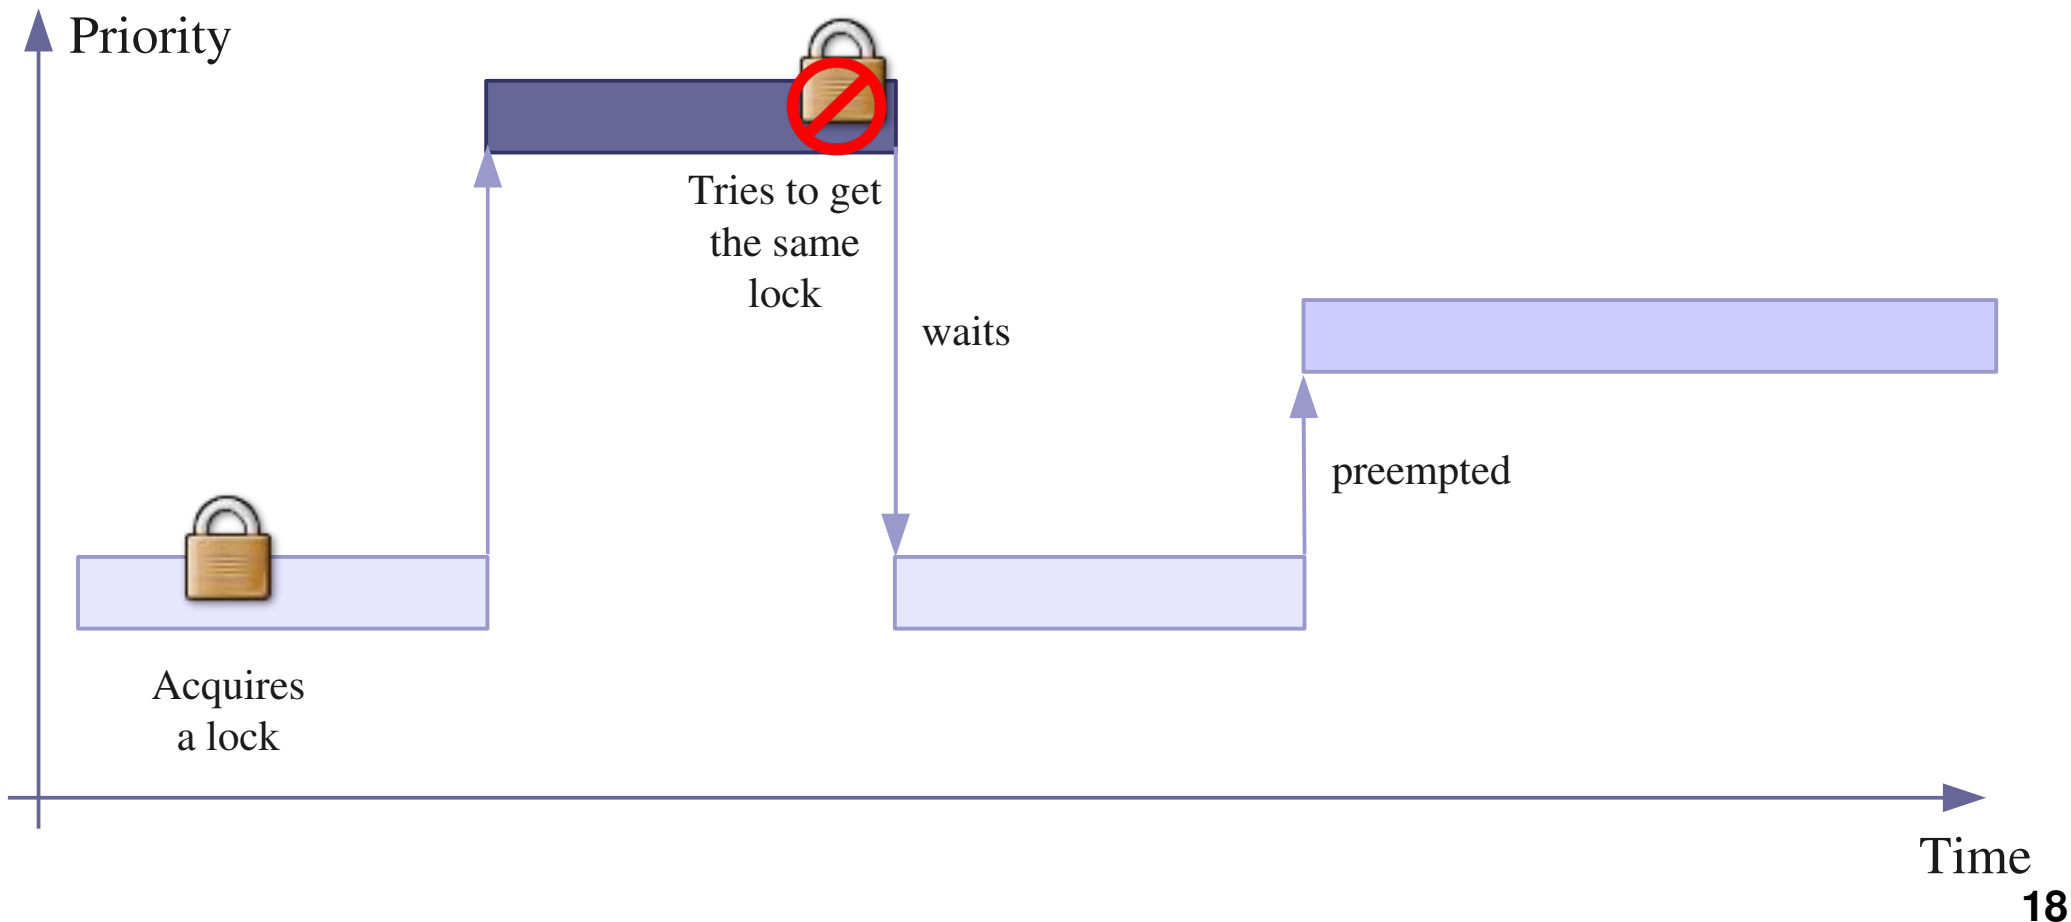 Priority
Tries to get
the same
lock
waits
preempted
Acquires
a lock
Time
18